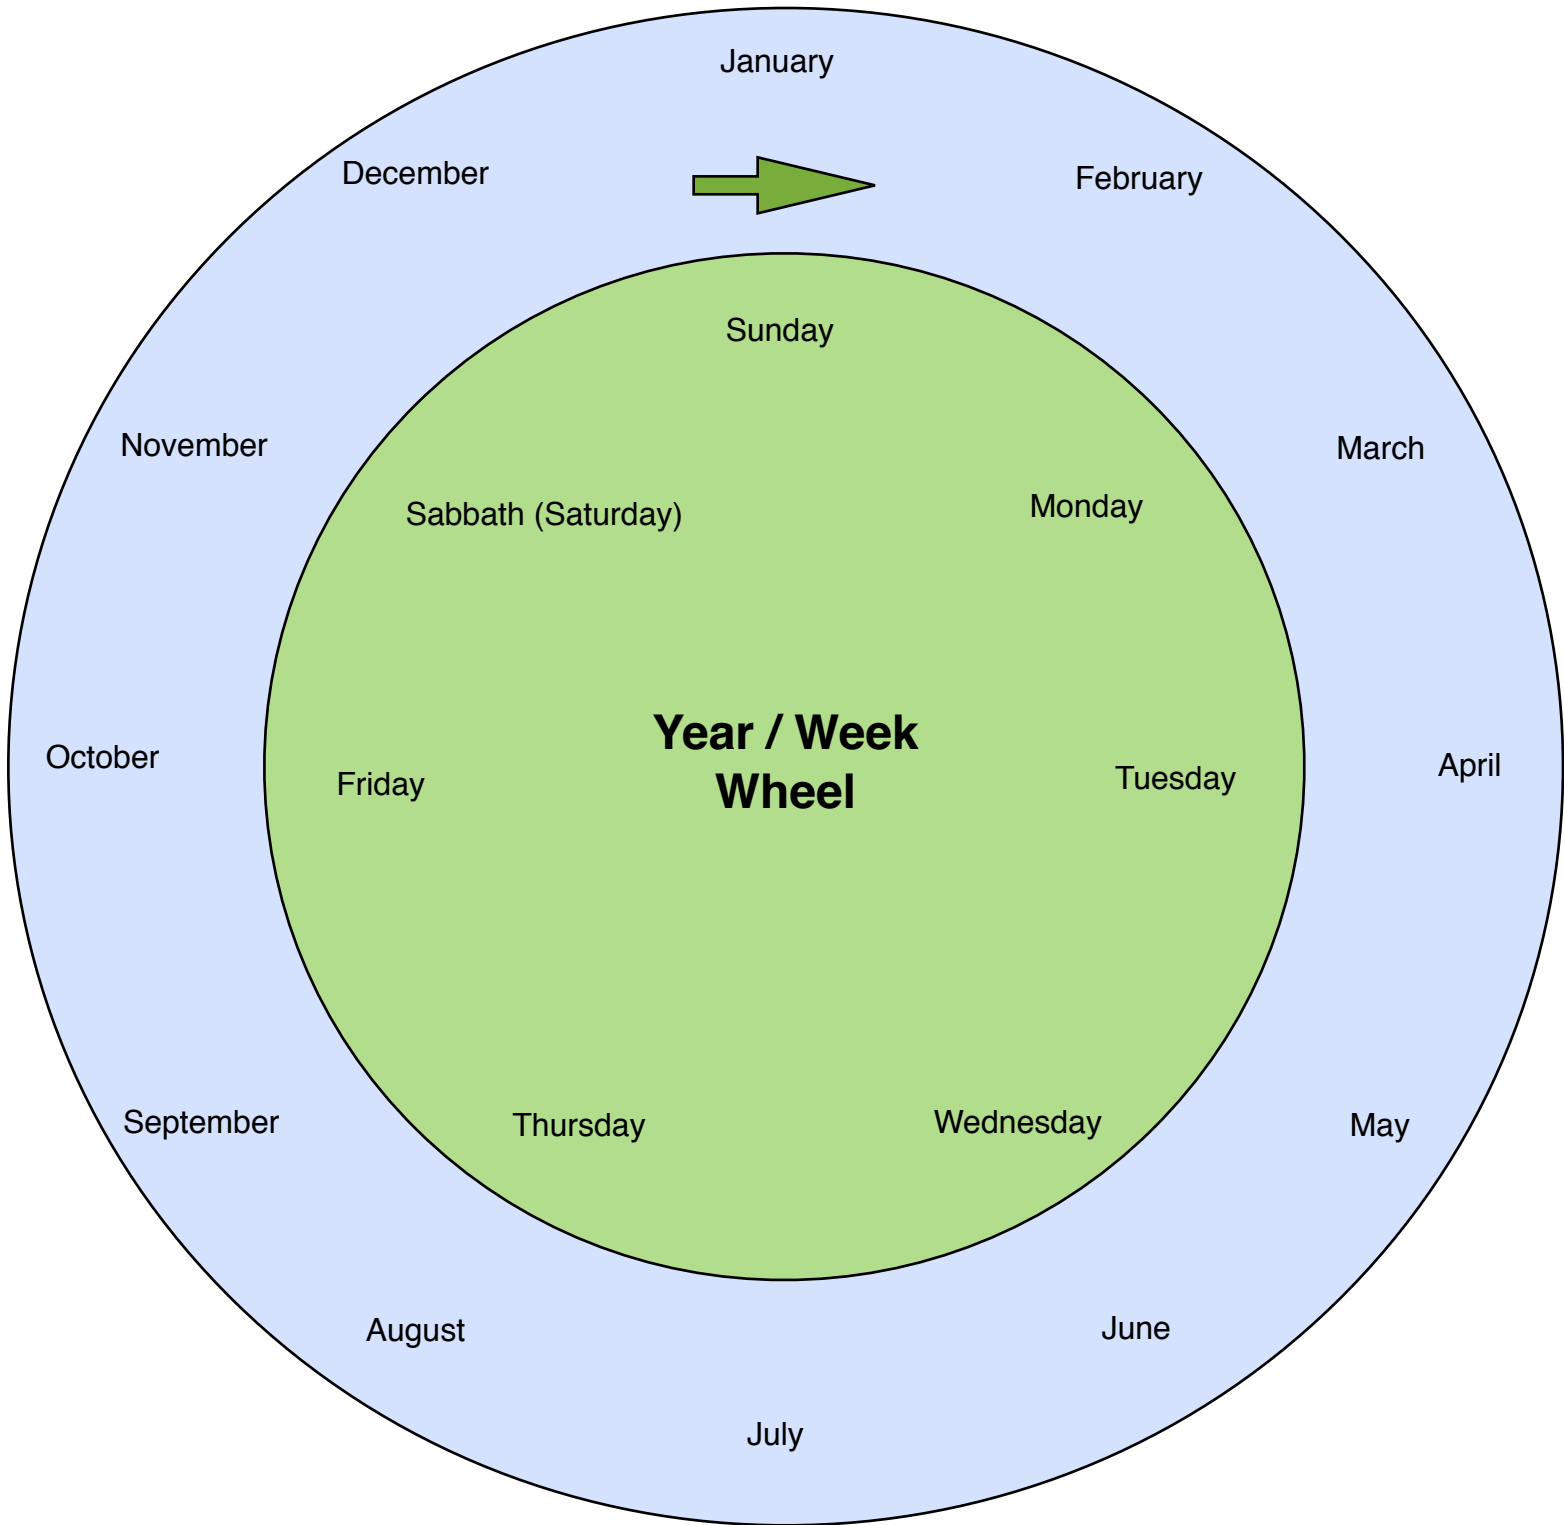 January
February
March
April
May
June
July
August
September
October
November
December
Sunday
Monday
Tuesday
Wednesday
Thursday
Friday
Sabbath (Saturday)
Year / Week
Wheel